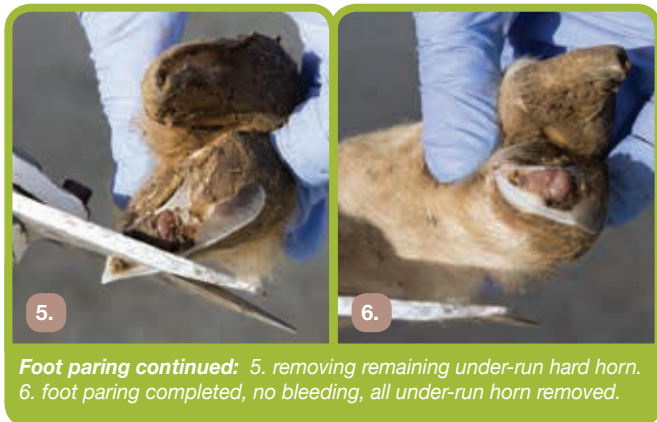 5.
6.
Foot paring continued: 5. removing remaining under-run hard horn.
6. foot paring completed, no bleeding, all under-run horn removed.